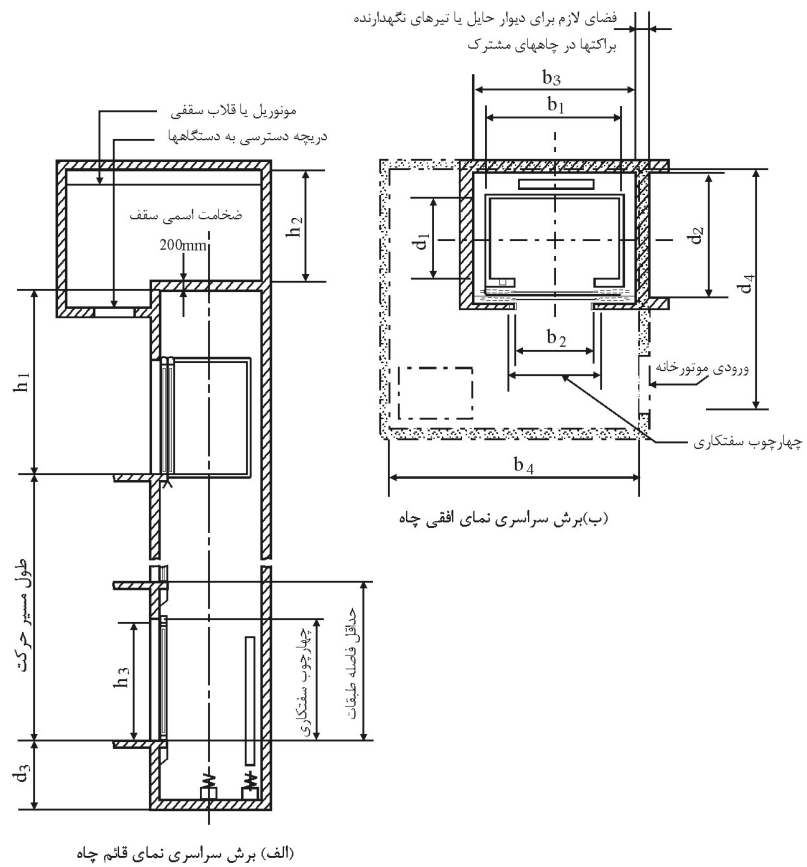 فضای لازم برای دیوار حایل یا تیرهای نگهدارنده
براکتها در چاههای مشترک
b3
b1
مونوریل یا قلاب سقفی
دریچه دسترسی به دستگاهها
ضخامت اسمی سقف
200mm
h2
d1
d2
d4
b2
h1
ورودی موتورخانه
چهارچوب سفتکاری
b4
(ب)برش سراسری نمای افقی چاه
طول مسیر حرکت
h3
چهارچوب سفتکاری
حداقل فاصله طبقات
d3
(الف) برش سراسری نمای قائم چاه